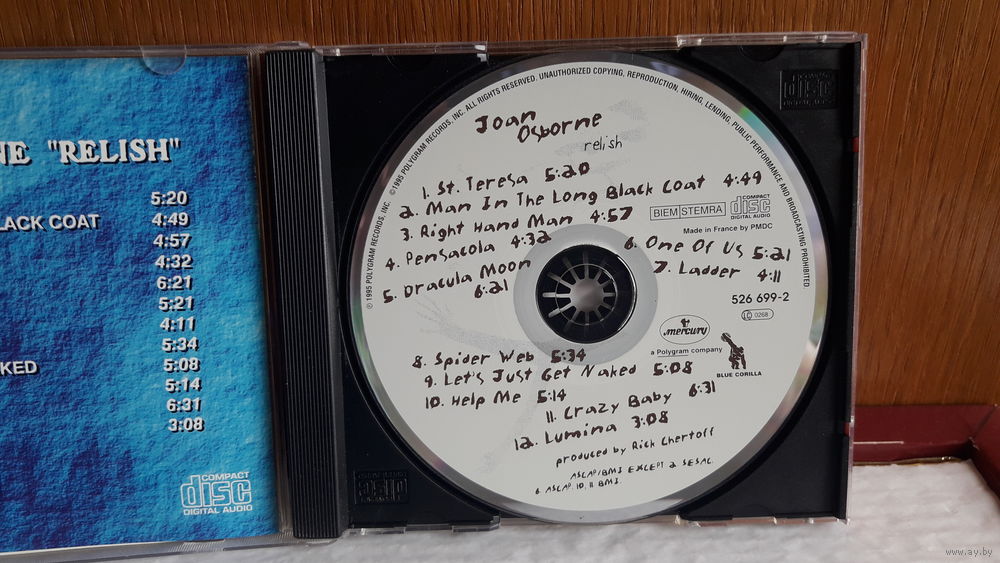 NE "RELISH"
5:20
LACK COAT 4:49
4:57
4:32
6:21
5:21
4:11
5:34
KED 5:08
5:14
6:31
3:08
COMPACT
disc
DIGITAL AUDIO
℗ 1995 POLYGRAM RECORDS, INC. ©1995 POLYGRAM RECORDS, INC. ALL RIGHTS RESERVED. UNAUTHORIZED COPYING, REPRODUCTION, HIRING, LENDING, PUBLIC PERFORMANCE AND BROADCASTING PROHIBITED
Joan
Osborne
relish
1. St. Teresa 5:20
2. Man In The Long Black Coat 4:49
3. Right Hand Man 4:57
4. Pensacola 4:32
5. Dracula Moon
6:21
BIEM STEMRA
COMPACT
disc
DIGITAL AUDIO
Made in France by PMDC
6. One Of Us 5:21
7. Ladder 4:11
526 699-2
LC 0268
mercury
a Polygram company
BLUE GORILLA
8. Spider Web 5:34
9. Let's Just Get Naked 5:08
10. Help Me 5:14
11. Crazy Baby 6:31
12. Lumina 3:08
produced by Rick Chertoff
ASCAP/BMI EXCEPT 2 SESAC.
6 ASCAP. 10, 11 BMI.
COMPACT
disc
DIGITAL AUDIO
disc
www.ay.by